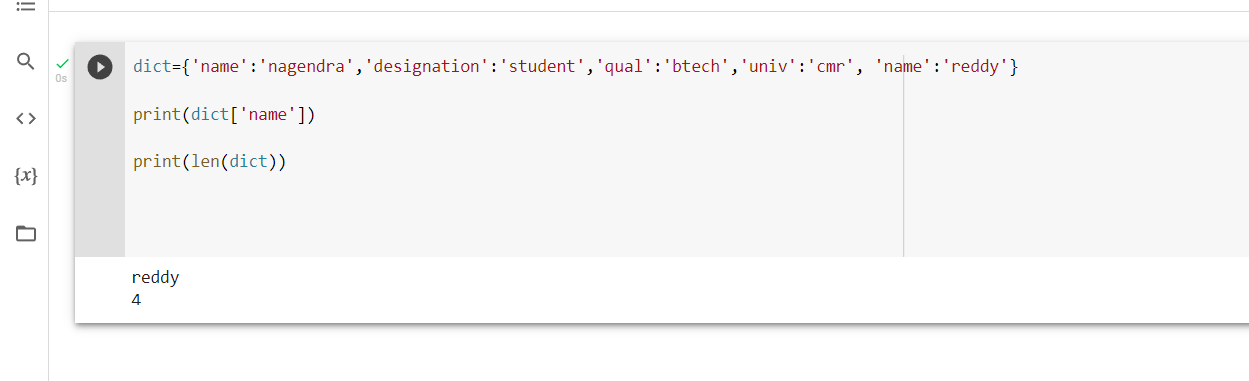 0s
dict={'name':'nagendra','designation':'student','qual':'btech','univ':'cmr', 'name':'reddy'}
print(dict['name'])
print(len(dict))
{x}
reddy
4